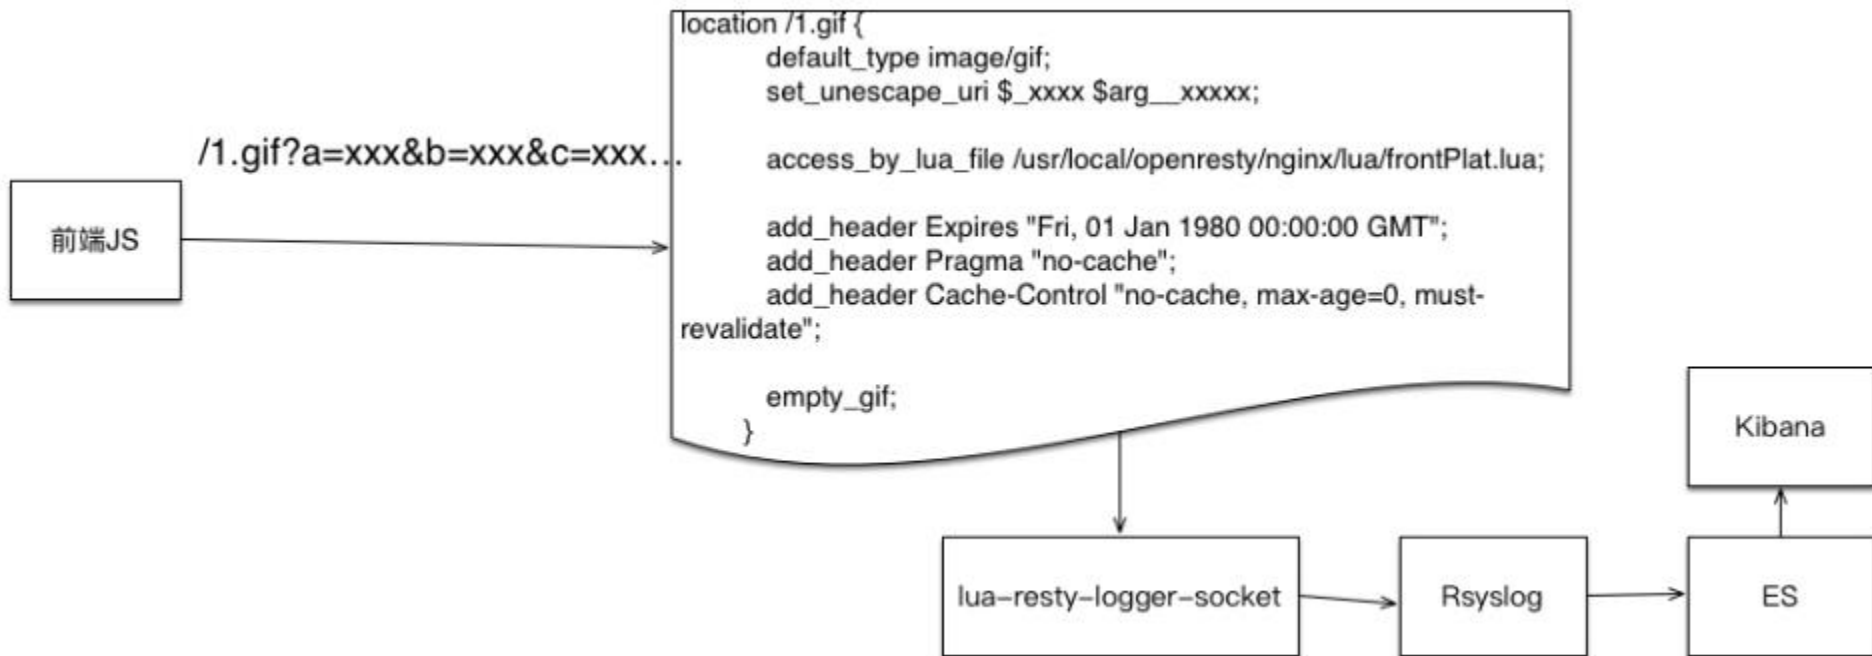 location /1.gif {
default_type image/gif;
set_unescape_uri $_xxxx $arg__xxxxx;
/1.gif?a=xxx&b=xxx&c=xxx...
access_by_lua_file /usr/local/openresty/nginx/lua/frontPlat.lua;
前端JS
add_header Expires "Fri, 01 Jan 1980 00:00:00 GMT";
add_header Pragma "no-cache";
add_header Cache-Control "no-cache, max-age=0, must-
revalidate";
empty_gif;
}
Kibana
lua-resty-logger-socket
Rsyslog
ES